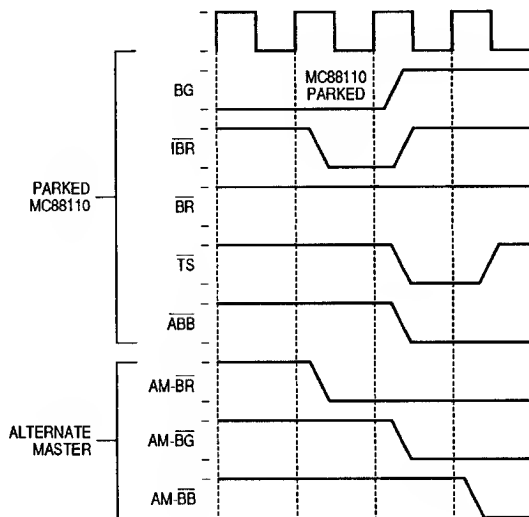 BG
MC88110
PARKED
IBR
PARKED
MC88110
BR
TS
ABB
AM-BR
ALTERNATE
MASTER
AM-BG
AM-BB